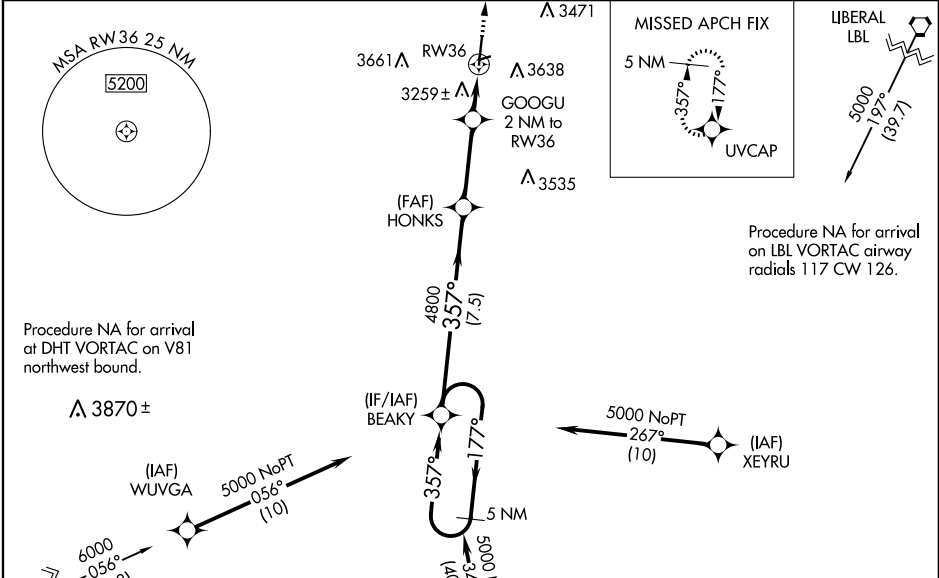 MSA RW36 25 NM
5200
3471
3661
RW36
3638
3259±
GOOGU
2 NM to
RW36
3535
MISSED APCH FIX
5 NM
357°
177°
UVCAP
LIBERAL
LBL
5000
197°
(39.7)
Procedure NA for arrival
on LBL VORTAC airway
radials 117 CW 126.
(FAF)
HONKS
4800
357°
(7.5)
Procedure NA for arrival
at DHT VORTAC on V81
northwest bound.
3870±
(IF/IAF)
BEAKY
357°
177°
5 NM
5000 NoPT
267°
(10)
(IAF)
XEYRU
(IAF)
WUVGA
5000 NoPT
056°
(10)
6000
056°
5000